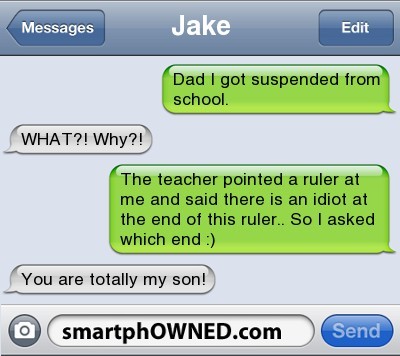 Messages
Jake
Edit
Dad I got suspended from
school.
WHAT?! Why?!
The teacher pointed a ruler at
me and said there is an idiot at
the end of this ruler.. So I asked
which end :)
You are totally my son!
smartphOWNED.com
Send